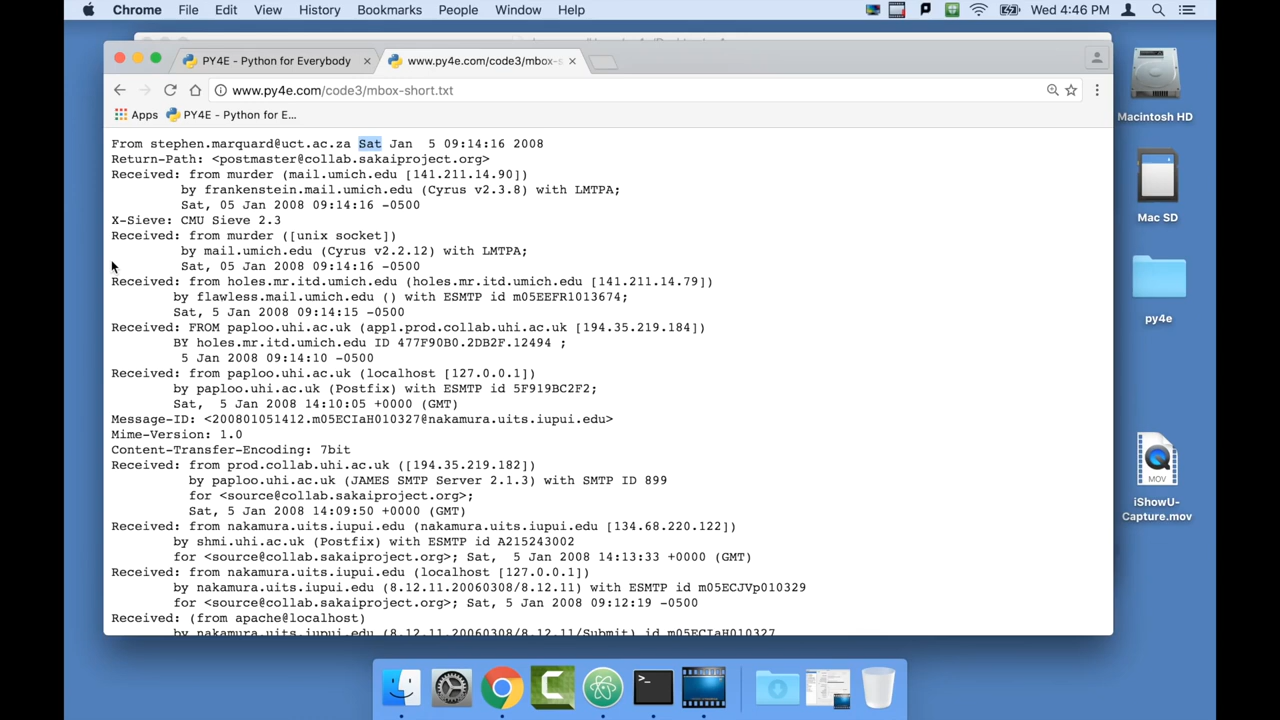 Chrome File Edit View History Bookmarks People Window Help Wed 4:46 PM
PY4E - Python for Everybody www.py4e.com/code3/mbox-s
www.py4e.com/code3/mbox-short.txt
Apps PY4E - Python for E...
From stephen.marquard@uct.ac.za Sat Jan  5 09:14:16 2008
Return-Path: <postmaster@collab.sakaiproject.org>
Received: from murder (mail.umich.edu [141.211.14.90])
by frankenstein.mail.umich.edu (Cyrus v2.3.8) with LMTPA;
Sat, 05 Jan 2008 09:14:16 -0500
X-Sieve: CMU Sieve 2.3
Received: from murder ([unix socket])
by mail.umich.edu (Cyrus v2.2.12) with LMTPA;
Sat, 05 Jan 2008 09:14:16 -0500
Received: from holes.mr.itd.umich.edu (holes.mr.itd.umich.edu [141.211.14.79])
by flawless.mail.umich.edu () with ESMTP id m05EEFR1013674;
Sat, 5 Jan 2008 09:14:15 -0500
Received: FROM paploo.uhi.ac.uk (app1.prod.collab.uhi.ac.uk [194.35.219.184])
BY holes.mr.itd.umich.edu ID 477F90B0.2DB2F.12494 ;
5 Jan 2008 09:14:10 -0500
Received: from paploo.uhi.ac.uk (localhost [127.0.0.1])
by paploo.uhi.ac.uk (Postfix) with ESMTP id 5F919BC2F2;
Sat,  5 Jan 2008 14:10:05 +0000 (GMT)
Message-ID: <200801051412.m05ECIaH010327@nakamura.uits.iupui.edu>
Mime-Version: 1.0
Content-Transfer-Encoding: 7bit
Received: from prod.collab.uhi.ac.uk ([194.35.219.182])
by paploo.uhi.ac.uk (JAMES SMTP Server 2.1.3) with SMTP ID 899
for <source@collab.sakaiproject.org>;
Sat, 5 Jan 2008 14:09:50 +0000 (GMT)
Received: from nakamura.uits.iupui.edu (nakamura.uits.iupui.edu [134.68.220.122])
by shmi.uhi.ac.uk (Postfix) with ESMTP id A215243002
for <source@collab.sakaiproject.org>; Sat,  5 Jan 2008 14:13:33 +0000 (GMT)
Received: from nakamura.uits.iupui.edu (localhost [127.0.0.1])
by nakamura.uits.iupui.edu (8.12.11.20060308/8.12.11) with ESMTP id m05ECJVp010329
for <source@collab.sakaiproject.org>; Sat, 5 Jan 2008 09:12:19 -0500
Received: (from apache@localhost)
by nakamura.uits.iupui.edu (8.12.11.20060308/8.12.11/Submit) id m05ECIaH010327
Macintosh HD
Mac SD
py4e
MOV
iShowU-
Capture.mov